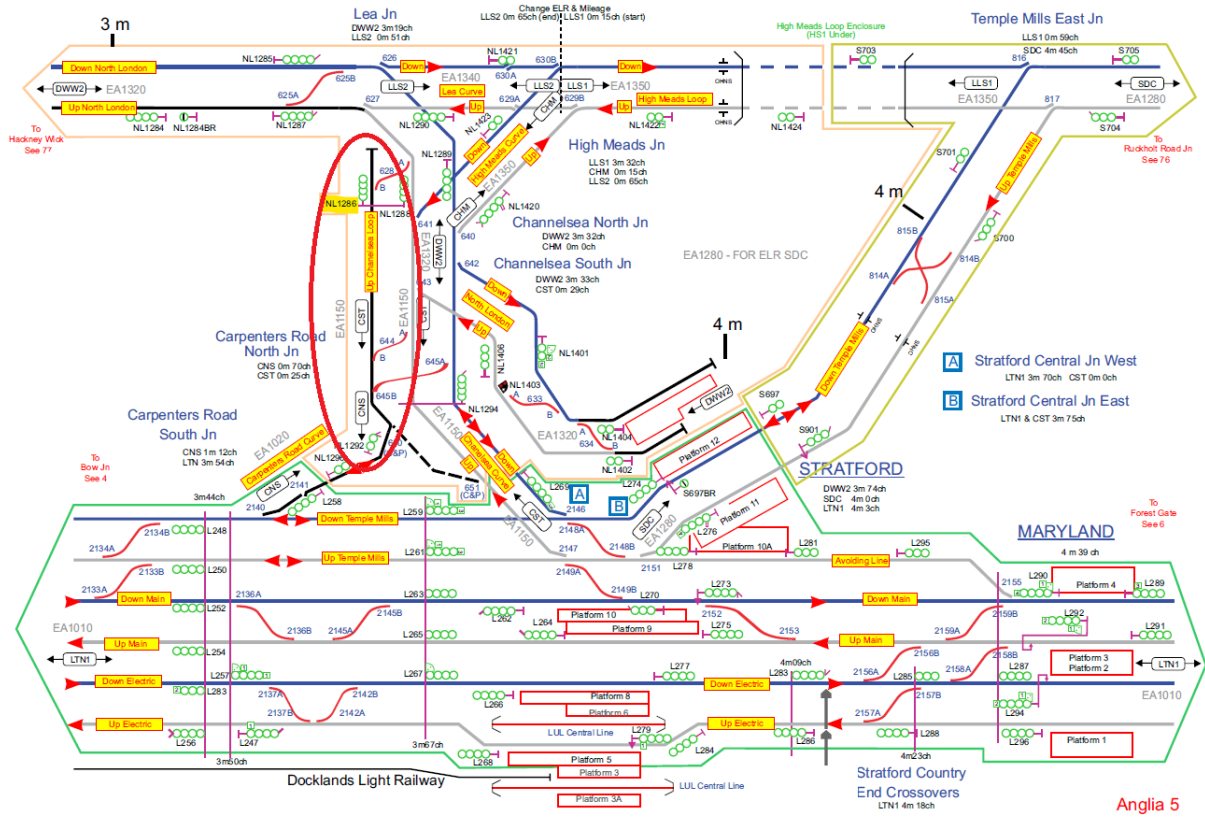 Change ELR & Mileage
LLS2 0m 65ch (end) LLS1 0m 15ch (start)
Lea Jn
DWW2 3m19ch
LLS2 0m 51ch
3 m
High Meads Loop Enclosure
(HS1 Under)
Temple Mills East Jn
LLS1 0m 59ch
SDC 4m 45ch
NL1285
626
NL1421
630B
S703
816
S705
Down North London
Down
630A
Down
625B
EA1320
DWW2
LLS2
EA1340
Lea Curve
LLS2
LLS1
EA1350
OHNS
LLS1
SDC
EA1350
EA1280
Up North London
625A
627
Up
629A
CHM
629B
Up
High Meads Loop
817
To
Hackney Wick
See 77
NL1284
NL1284BR
NL1287
NL1290
NL1423
NL1422
OHNS
NL1424
S704
To
Ruckholt Road Jn
See 76
NL1289
Down
High Meads Curve
Up
EA1350
High Meads Jn
LLS1 3m 32ch
CHM 0m 15ch
LLS2 0m 65ch
S701
Up Temple Mills
628
A
B
NL1286
NL1288
641
CHM
NL1420
4 m
Up Chanelsea Loop
EA1320
DWW2
640
Channelsea North Jn
DWW2 3m 32ch
CHM 0m 0ch
815B
S700
642
Channelsea South Jn
DWW2 3m 33ch
CST 0m 29ch
EA1280 - FOR ELR SDC
814B
814A
815A
643
EA1150
EA1150
CST
Down
North London
Up
4 m
OHNS
Down Temple Mills
Carpenters Road
North Jn
CNS 0m 70ch
CST 0m 25ch
644
A
B
645A
NL1406
NL1401
A
Stratford Central Jn West
LTN1 3m 70ch CST 0m 0ch
CNS
645B
NL1403
A
633
B
DWW2
B
Stratford Central Jn East
LTN1 & CST 3m 75ch
Carpenters Road
South Jn
CNS 1m 12ch
LTN 3m 54ch
NL1294
S697
EA1020
Carpenters Road Curve
NL1292
EA1150
EA1320
A
634
B
NL1404
Platform 12
S901
STRATFORD
DWW2 3m 74ch
SDC 4m 0ch
LTN1 4m 3ch
To
Bow Jn
See 4
(C&P)
Down
Chanelsea Curve
Up
NL1402
3m44ch
CNS
2141
651
(C&P)
L269
A
L274
B
S697BR
To
Forest Gate
See 6
2140
L258
L259
CST
2146
SDC
Platform 11
MARYLAND
4 m 39 ch
2134B
L248
Down Temple Mills
EA1150
2148A
EA1280
L276
Platform 10A
2134A
L250
Up Temple Mills
L261
2147
2148B
2151
L278
L281
Avoiding Line
L295
2133B
2149A
2155
L290
Platform 4
L289
2133A
Down Main
L252
2136A
2145B
L263
2149B
L270
L273
2152
Down Main
2159B
L292
EA1010
2136B
2145A
L262
L264
Platform 10
Platform 9
L275
2153
2159A
L291
L265
Up Main
L254
Up Main
2156B
2158B
Platform 3
Platform 2
LTN1
LTN1
L257
L267
L277
4m09ch
L283
2156A
L285
2158A
L287
Down Electric
L283
Down Electric
EA1010
2137A
2142B
L266
Platform 8
Platform 6
2157B
L294
2137B
2142A
2157A
Up Electric
LUL Central Line
Up Electric
L256
L247
L279
L284
L286
L288
L296
Platform 1
3m50ch
3m67ch
L268
Platform 5
4m23ch
Docklands Light Railway
Platform 3
LUL Central Line
Platform 3A
Stratford Country
End Crossovers
LTN1 4m 18ch
Anglia 5